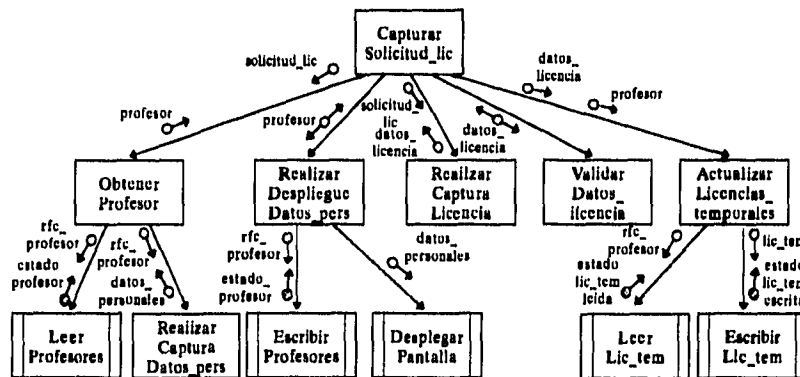 Capturar
Solicitud_lic
solicitud_lic
datos_
licencia
profesor
profesor
profesor
solicitud_lic
lic
datos_
licencia
datos_
licencia
Obtener
Profesor
Realizar
Despliegue
Datos_pers
Realizar
Captura
Licencia
Validar
Datos_
licencia
Actualizar
Licencias_
temporales
rfc_
profesor
estado
profesor
rfc_
profesor
datos_
personales
rfc_
profesor
estado_
profesor
datos_
personales
rfc_
profesor
estado
lic_tem
leida
lic_tem
estado
lic_tem
escrita
Leer
Profesores
Realizar
Captura
Datos_pers
Escribir
Profesores
Desplegar
Pantalla
Leer
Lic_tem
Escribir
Lic_tem